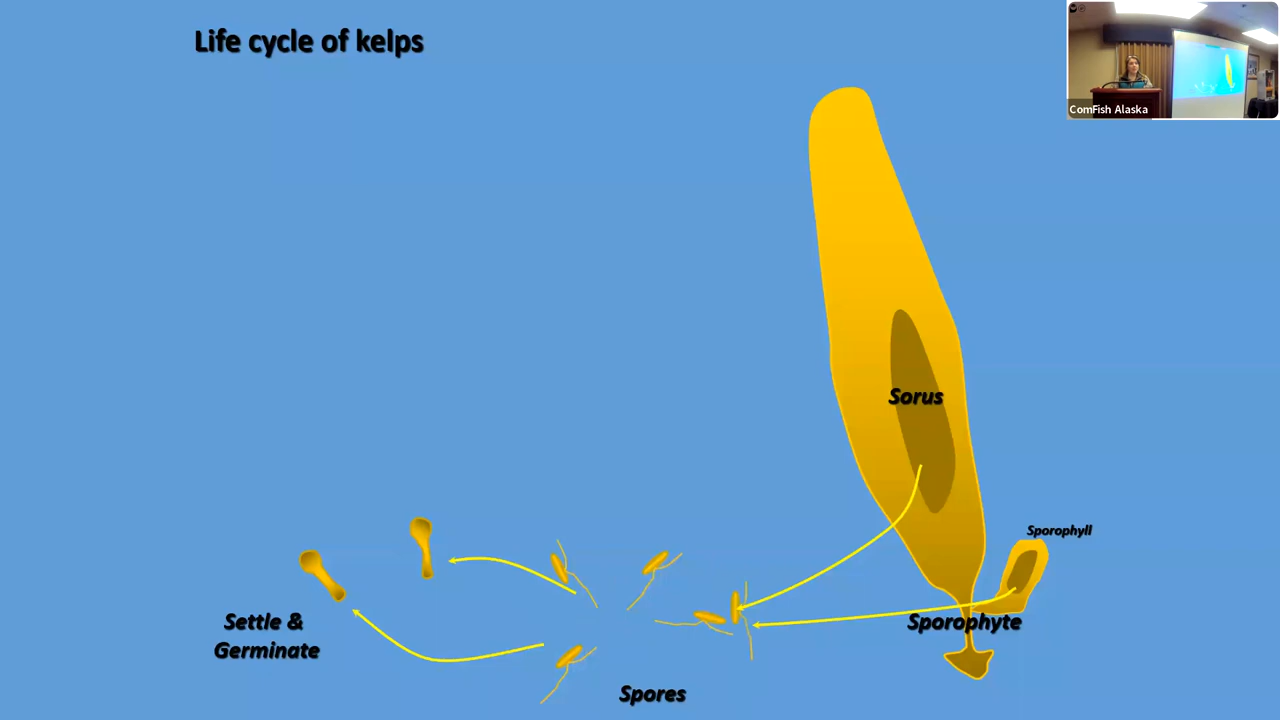 Life cycle of kelps
ComFish Alaska
Sorus
Sporophyll
Settle &
Germinate
Sporophyte
Spores